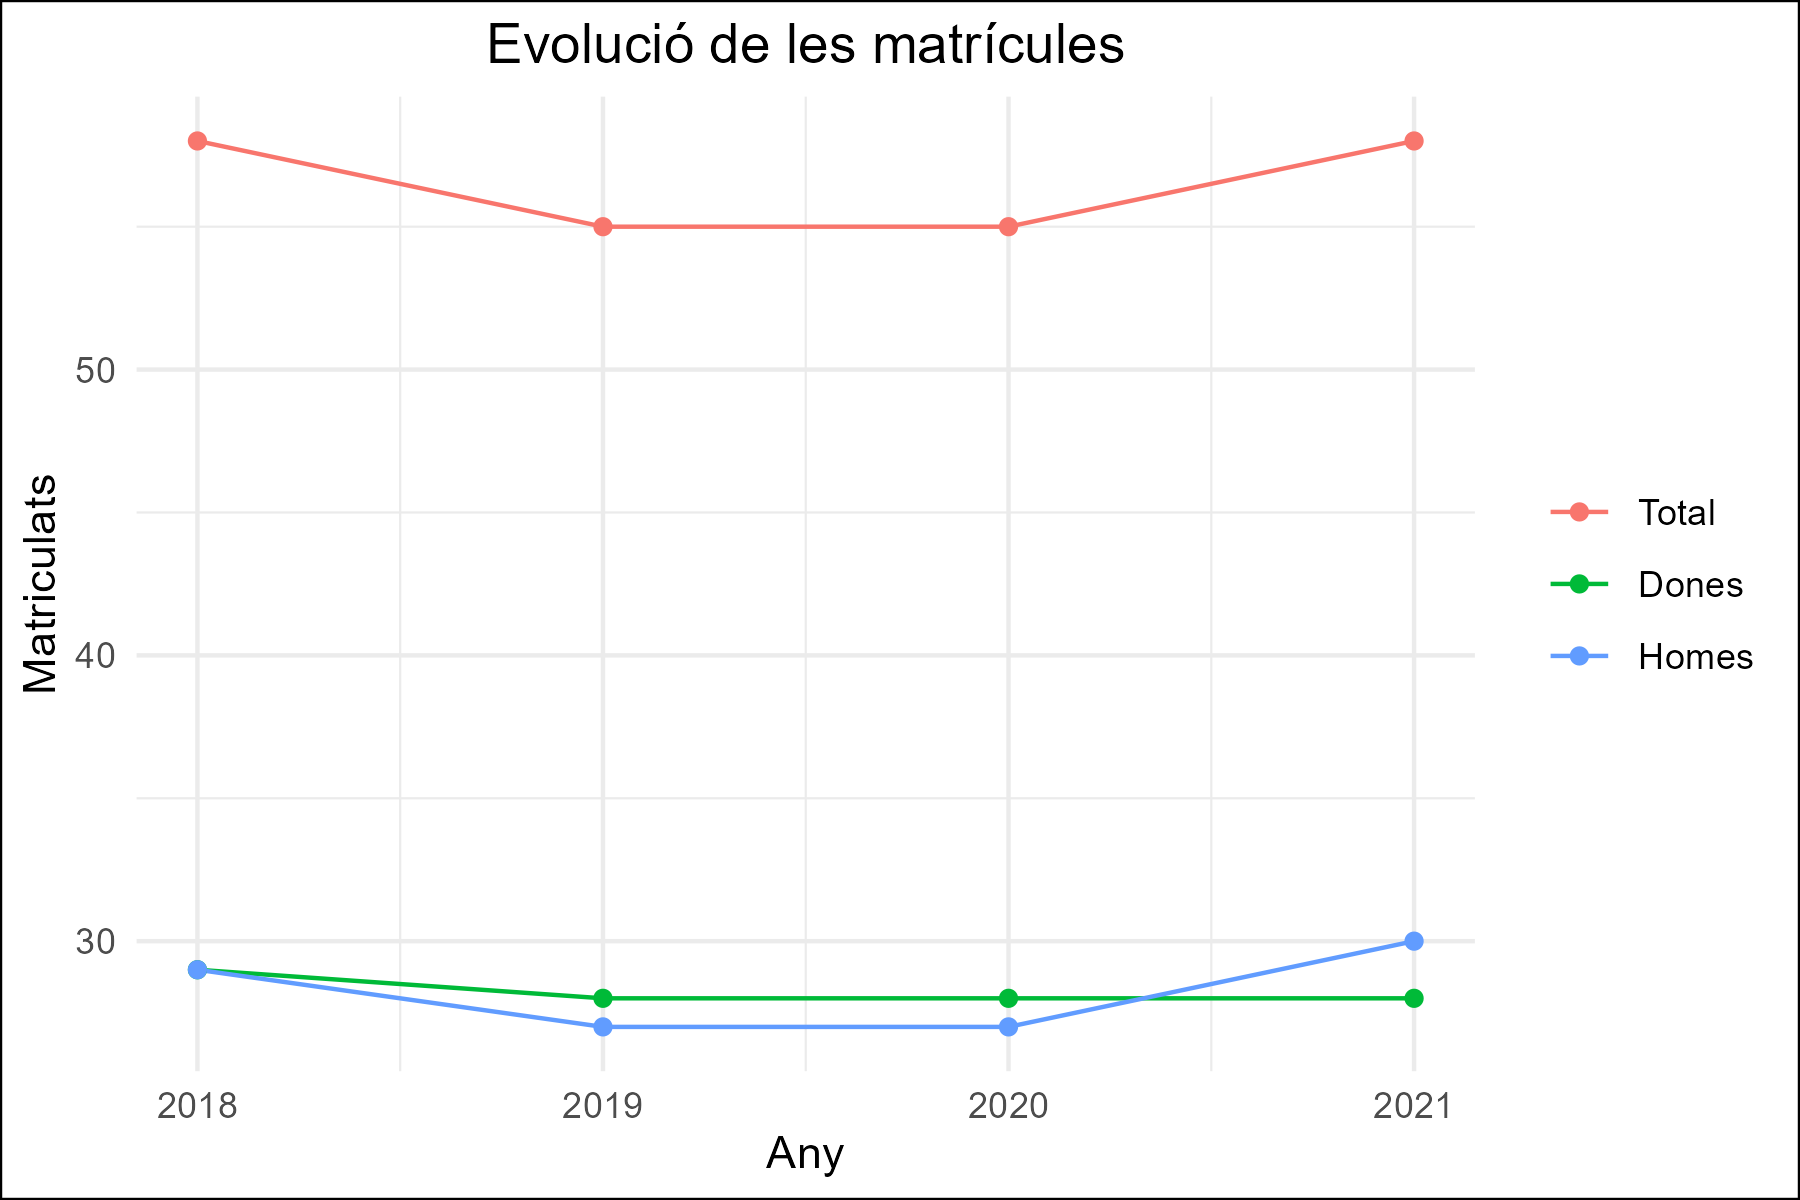 Evolució de les matrícules
Matriculats
50
40
30
2018
2019
2020
2021
Any
Total
Dones
Homes